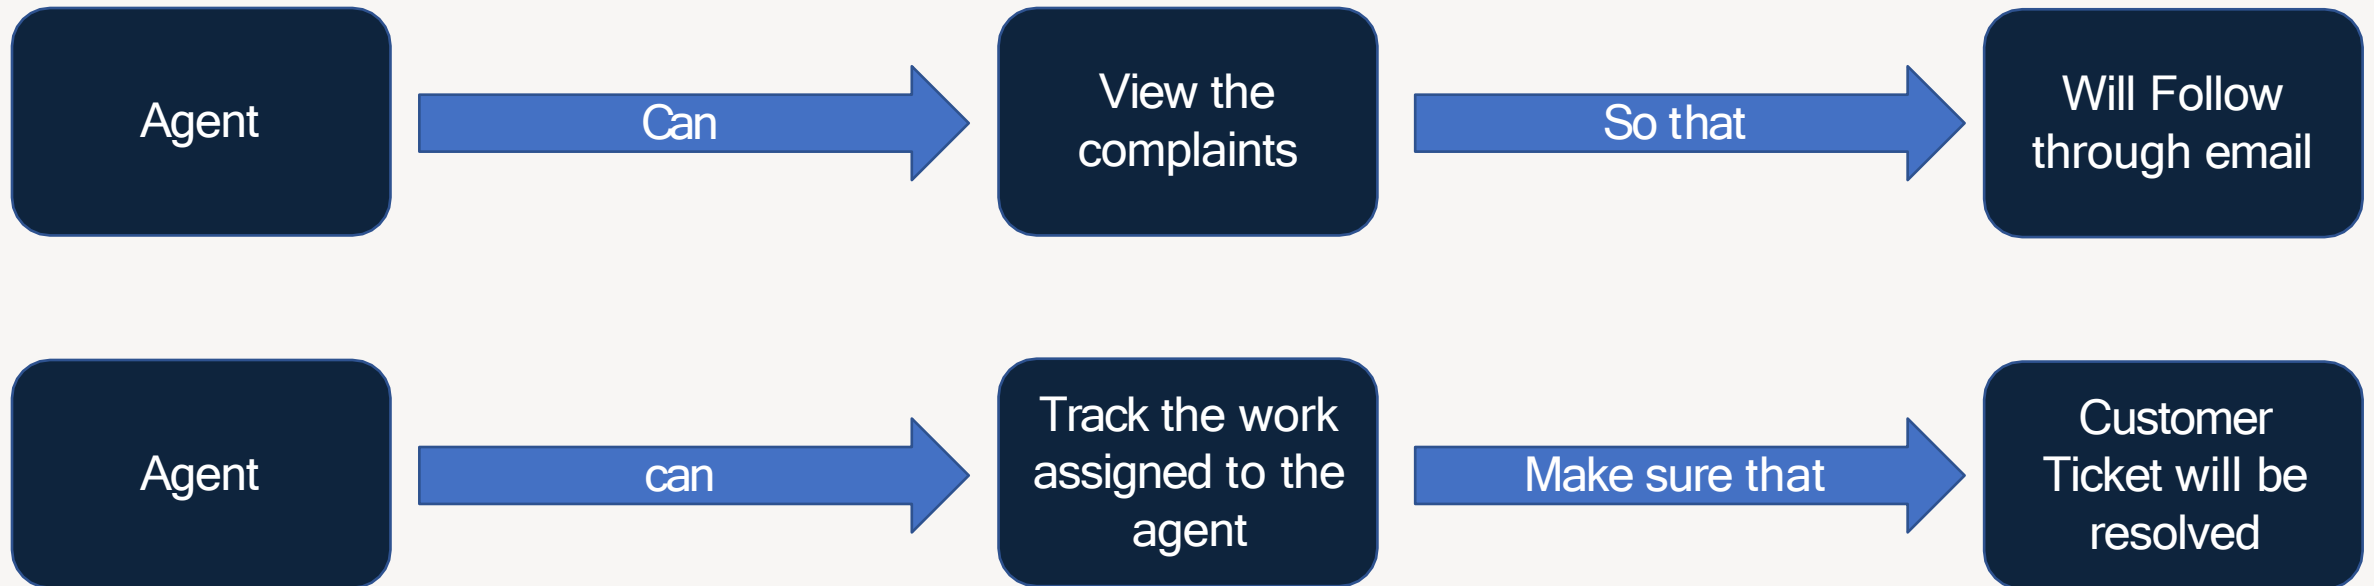 Agent
Can
View the
complaints
So that
Will Follow
through email
Agent
can
Track the work
assigned to the
agent
Make sure that
Customer
Ticket will be
resolved